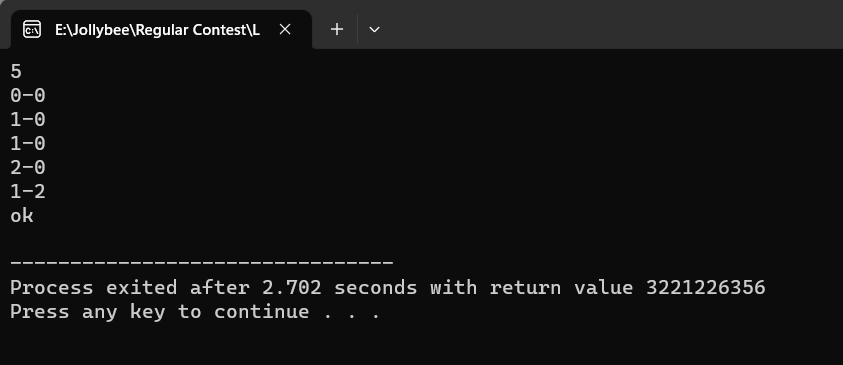 E:\Jollybee\Regular Contest\L
5
0-0
1-0
1-0
2-0
1-2
ok
--------------------------------
Process exited after 2.702 seconds with return value 3221226356
Press any key to continue . . .